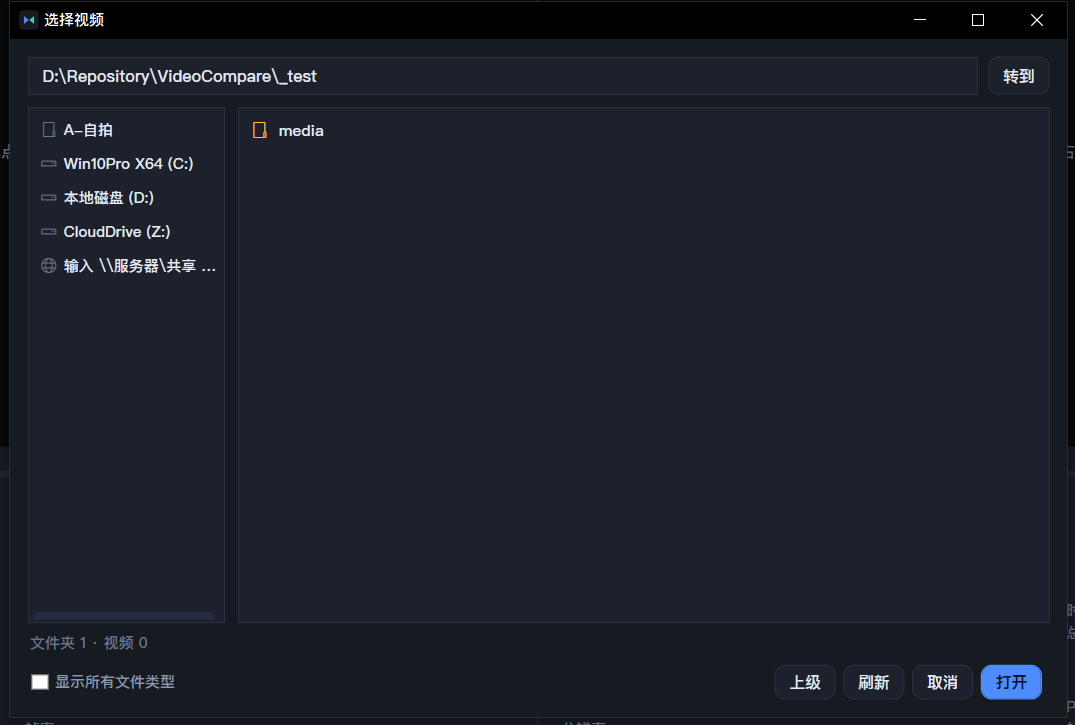 选择视频
D:\Repository\VideoCompare\_test
转到
A-自拍
Win10Pro X64 (C:)
本地磁盘 (D:)
CloudDrive (Z:)
输入 \\服务器\共享 ...
media
文件夹 1 · 视频 0
显示所有文件类型
上级
刷新
取消
打开